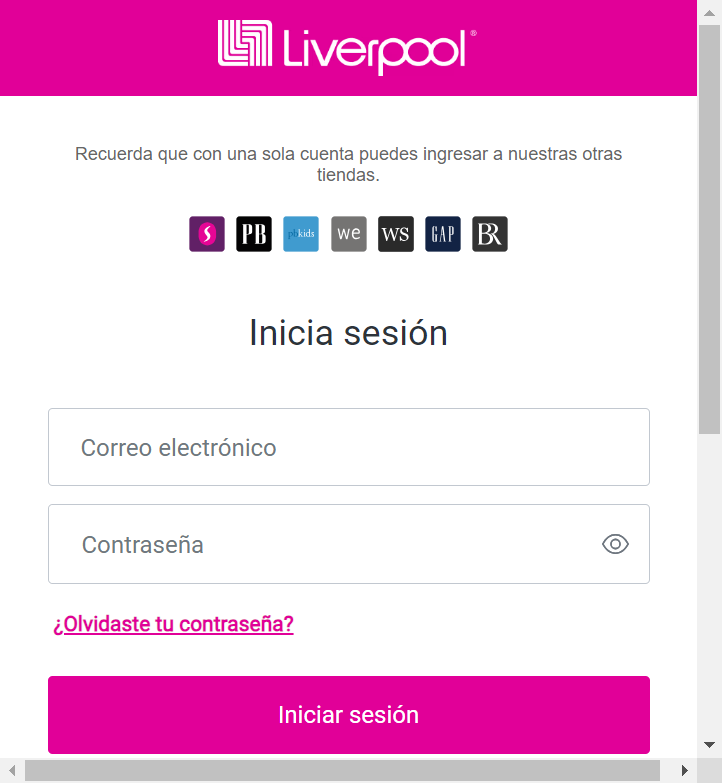 Liverpool®
Recuerda que con una sola cuenta puedes ingresar a nuestras otras
tiendas.
S PB pbkids we WS GAP BR
Inicia sesión
Correo electrónico
Contraseña
¿Olvidaste tu contraseña?
Iniciar sesión